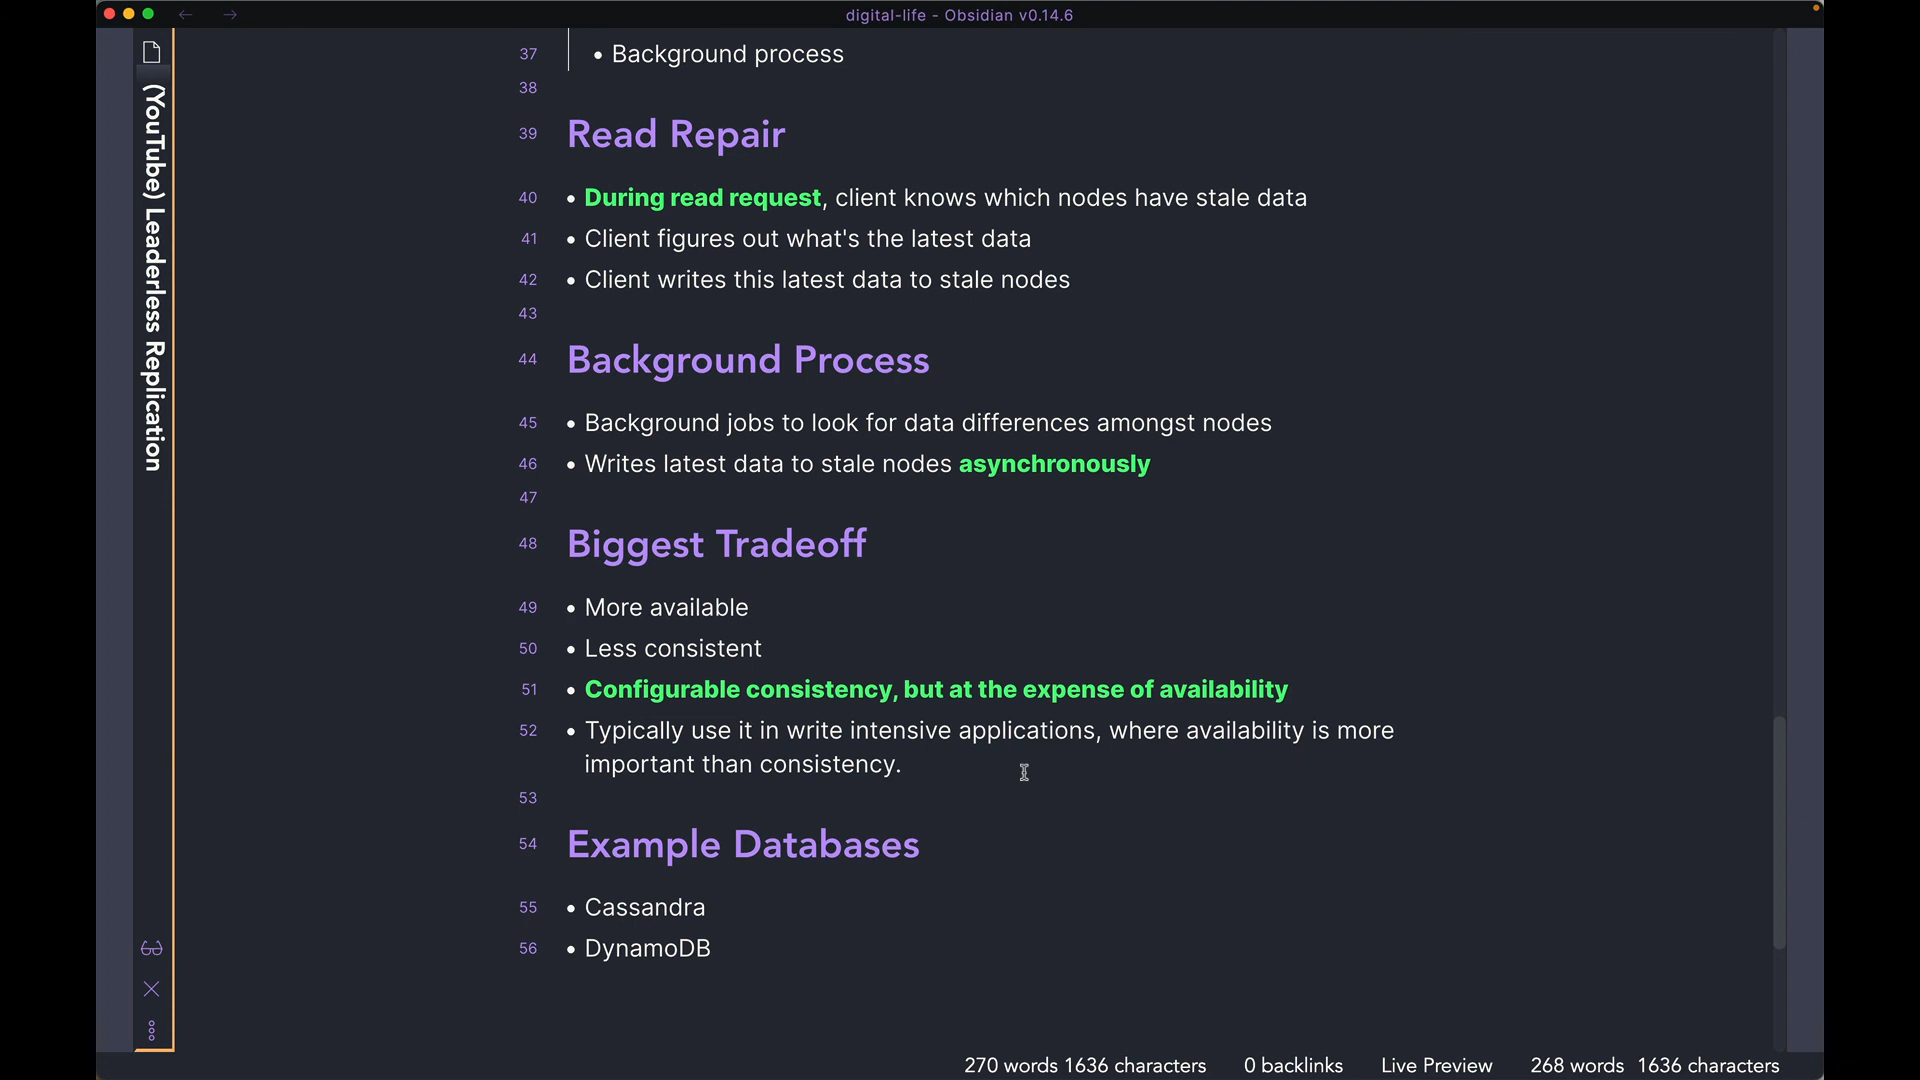 digital-life - Obsidian v0.14.6
(YouTube) Leaderless Replication
37 • Background process
38
39 Read Repair
40 • During read request, client knows which nodes have stale data
41 • Client figures out what's the latest data
42 • Client writes this latest data to stale nodes
43
44 Background Process
45 • Background jobs to look for data differences amongst nodes
46 • Writes latest data to stale nodes asynchronously
47
48 Biggest Tradeoff
49 • More available
50 • Less consistent
51 • Configurable consistency, but at the expense of availability
52 • Typically use it in write intensive applications, where availability is more
important than consistency.
53
54 Example Databases
55 • Cassandra
56 • DynamoDB
270 words 1636 characters 0 backlinks Live Preview 268 words 1636 characters